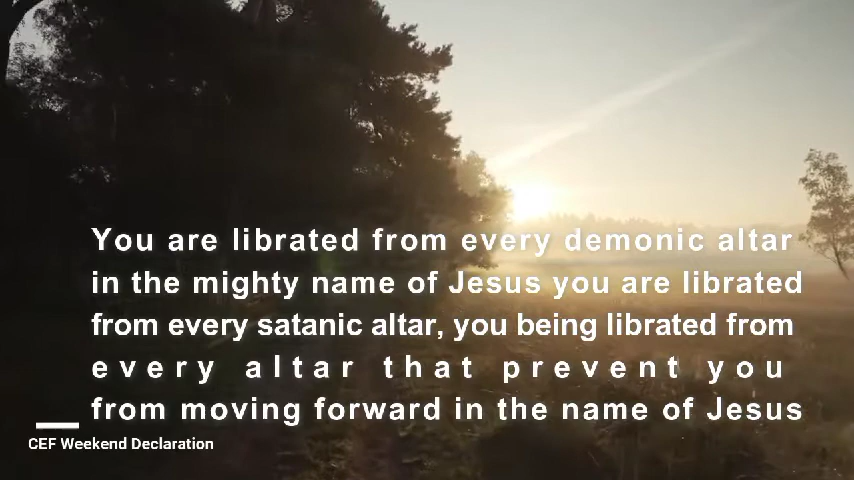 You are librated from every demonic altar
in the mighty name of Jesus you are librated
from every satanic altar, you being librated from
every altar that prevent you
from moving forward in the name of Jesus
CEF Weekend Declaration